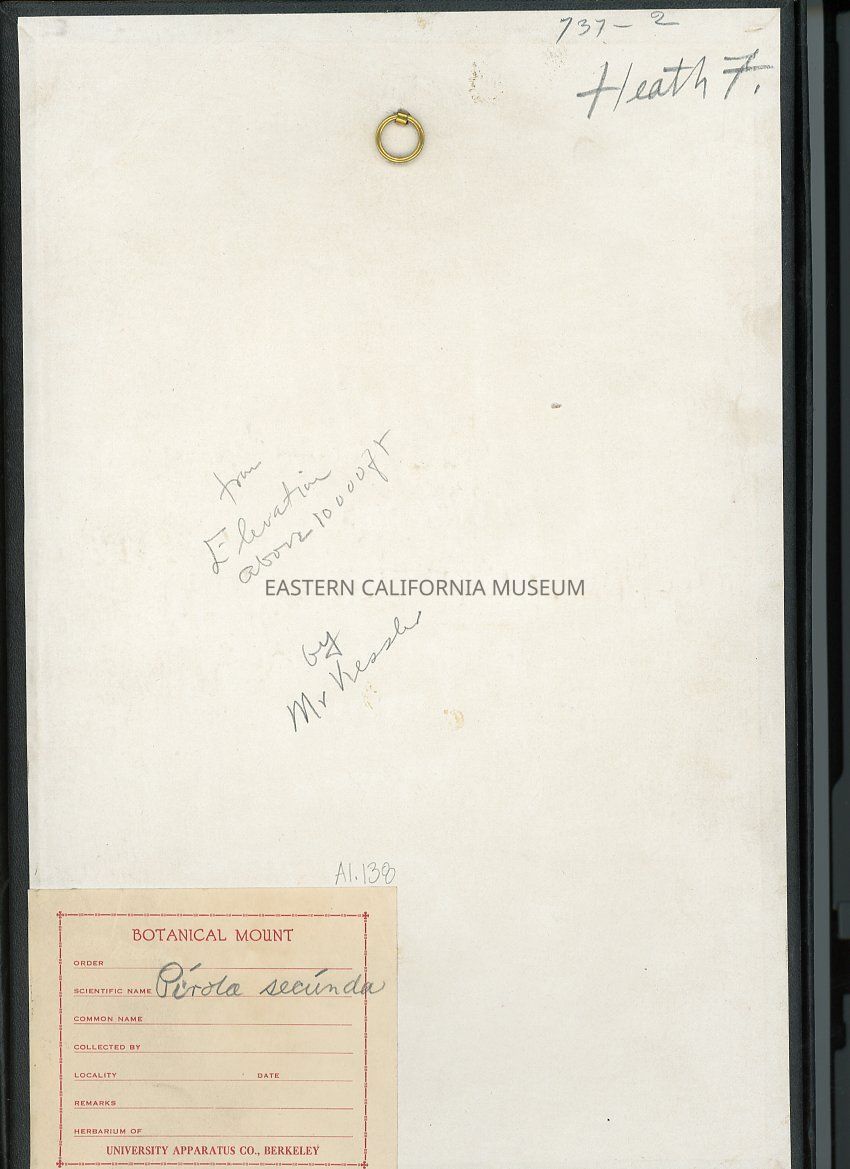 737-2
Heath F.
from
Elevation
above 10000 ft
EASTERN CALIFORNIA MUSEUM
by
Mr Kessler
A1.138
BOTANICAL MOUNT
ORDER
SCIENTIFIC NAME Pírola secúnda
COMMON NAME
COLLECTED BY
LOCALITY DATE
REMARKS
HERBARIUM OF
UNIVERSITY APPARATUS CO., BERKELEY